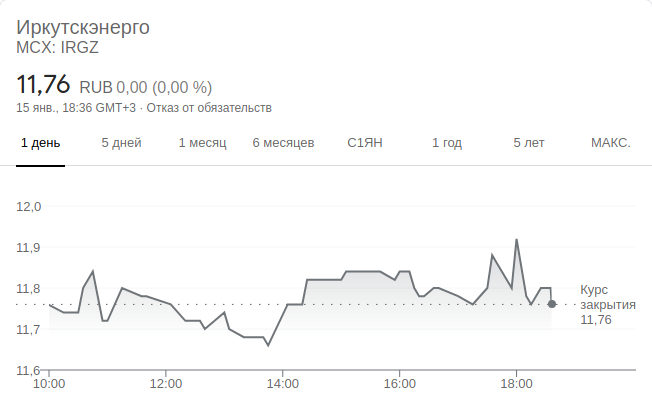 Иркутскэнерго
MCX: IRGZ
11,76 RUB 0,00 (0,00 %)
15 янв., 18:36 GMT+3 · Отказ от обязательств
1 день 5 дней 1 месяц 6 месяцев С1ЯН 1 год 5 лет МАКС.
12,0
11,9
11,8
11,7
11,6
Курс
закрытия
11,76
10:00 12:00 14:00 16:00 18:00